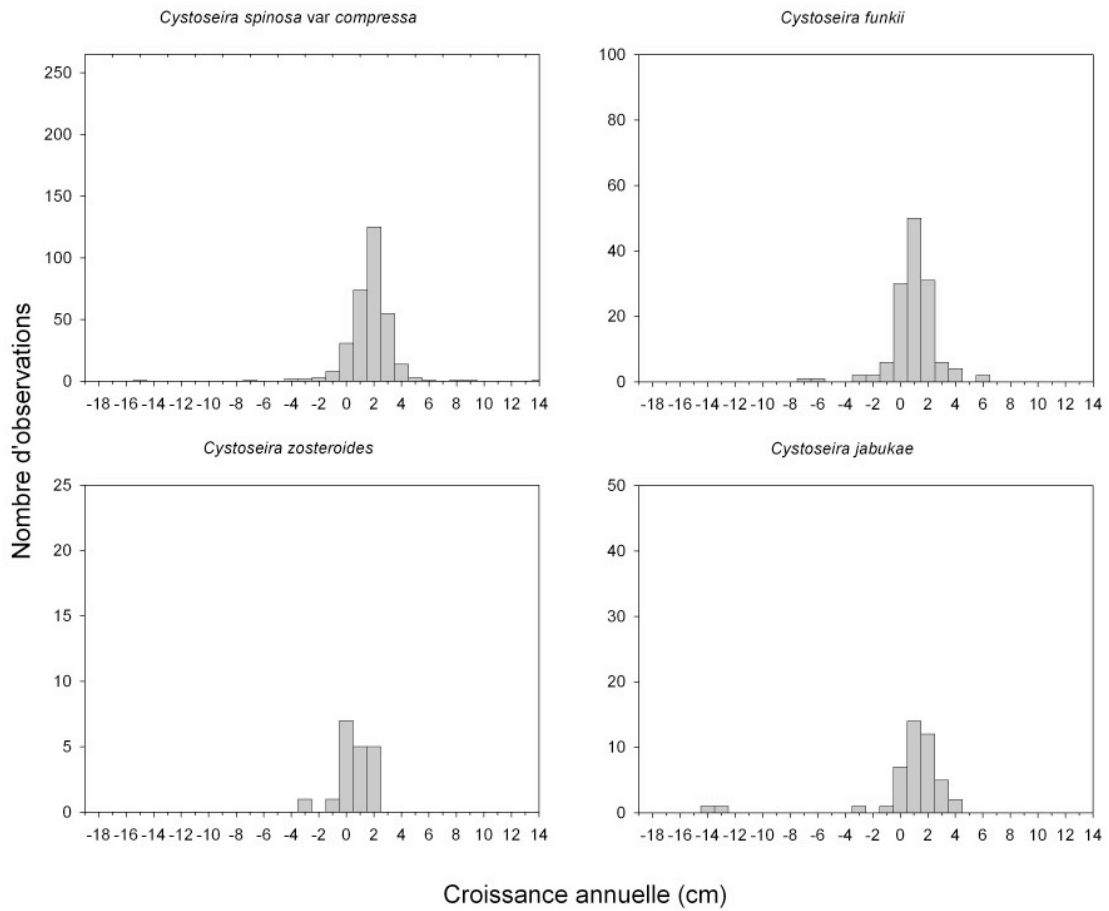 Cystoseira spinosa var compressa
250
200
150
100
50
0
-18 -16 -14 -12 -10 -8 -6 -4 -2 0 2 4 6 8 10 12 14
Cystoseira funkii
100
80
60
40
20
0
-18 -16 -14 -12 -10 -8 -6 -4 -2 0 2 4 6 8 10 12 14
Nombre d'observations
Cystoseira zosteroides
25
20
15
10
5
0
-18 -16 -14 -12 -10 -8 -6 -4 -2 0 2 4 6 8 10 12 14
Cystoseira jabukae
50
40
30
20
10
0
-18 -16 -14 -12 -10 -8 -6 -4 -2 0 2 4 6 8 10 12 14
Croissance annuelle (cm)